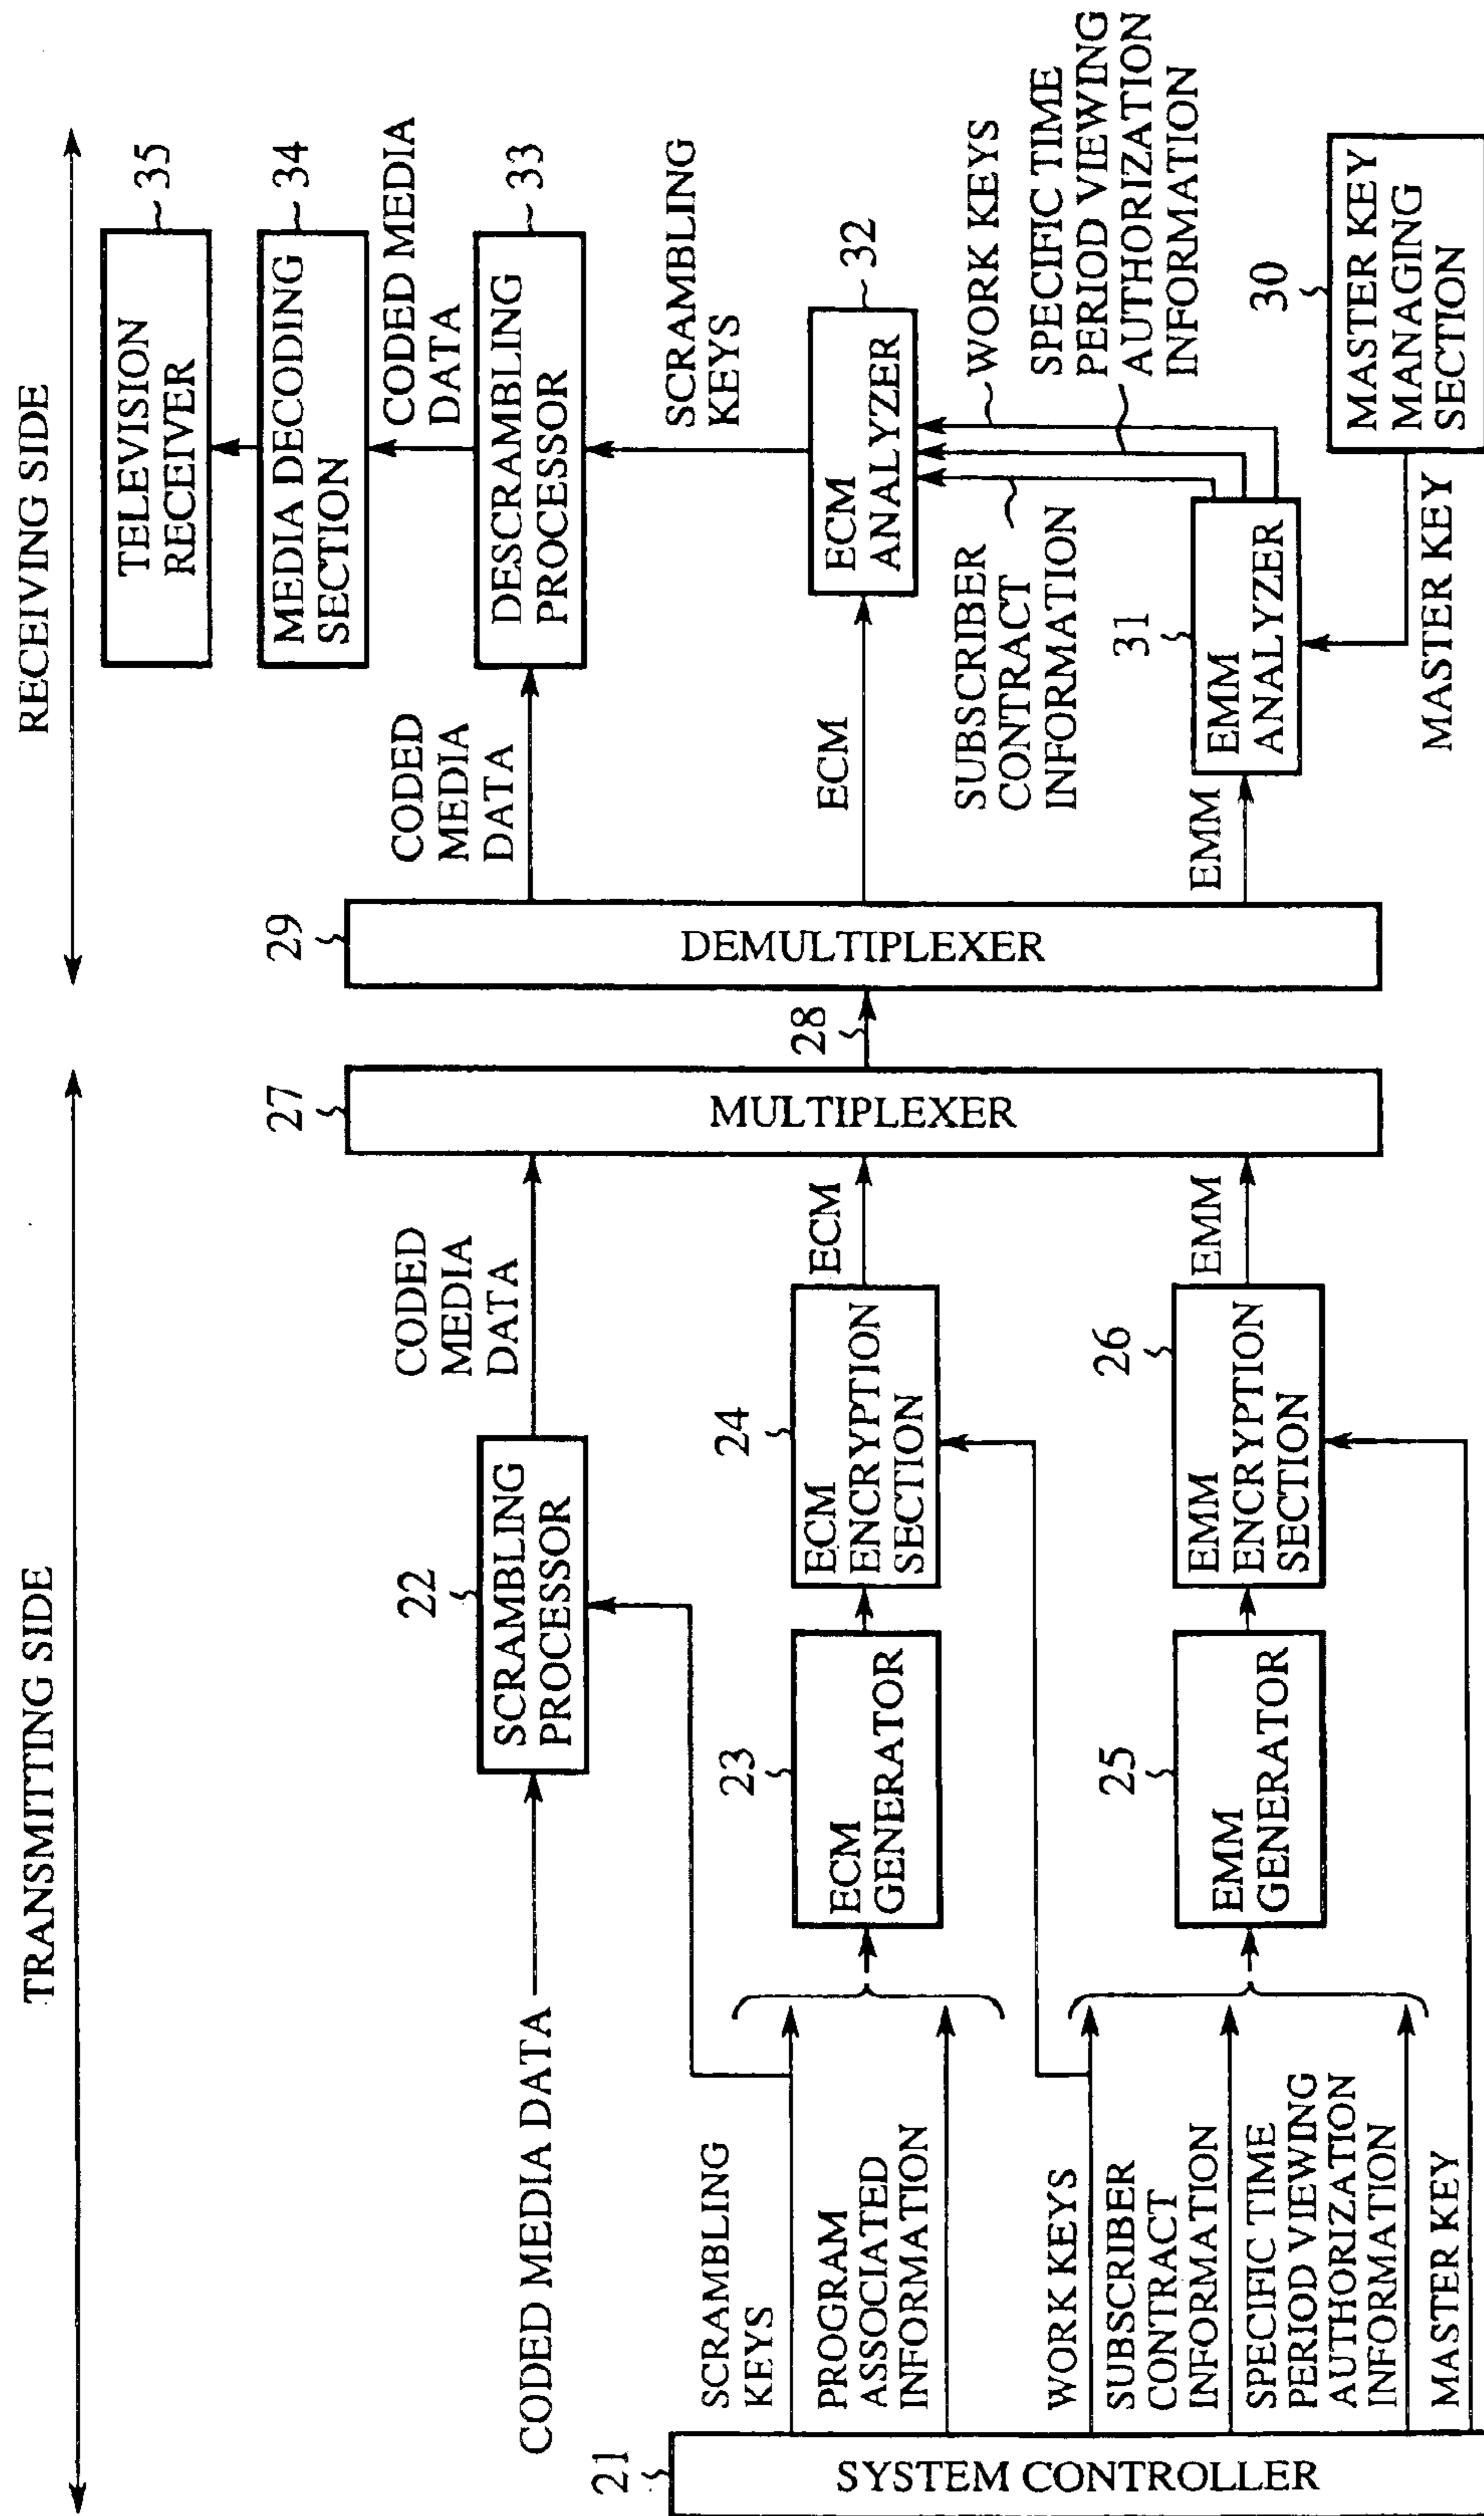 TRANSMITTING SIDE
RECEIVING SIDE
CODED MEDIA DATA
22
SCRAMBLING
PROCESSOR
CODED
MEDIA
DATA
SCRAMBLING
KEYS
PROGRAM
ASSOCIATED
INFORMATION
23
ECM
GENERATOR
24
ECM
ENCRYPTION
SECTION
ECM
21
SYSTEM CONTROLLER
WORK KEYS
SUBSCRIBER
CONTRACT
INFORMATION
SPECIFIC TIME
PERIOD VIEWING
AUTHORIZATION
INFORMATION
MASTER KEY
25
EMM
GENERATOR
26
EMM
ENCRYPTION
SECTION
EMM
27
MULTIPLEXER
28
29
DEMULTIPLEXER
CODED
MEDIA
DATA
ECM
EMM
TELEVISION
RECEIVER
35
MEDIA DECODING
SECTION
34
CODED MEDIA
DATA
DESCRAMBLING
PROCESSOR
33
SCRAMBLING
KEYS
ECM
ANALYZER
32
SUBSCRIBER
CONTRACT
INFORMATION
WORK KEYS
SPECIFIC TIME
PERIOD VIEWING
AUTHORIZATION
INFORMATION
31
EMM
ANALYZER
MASTER KEY
30
MASTER KEY
MANAGING
SECTION